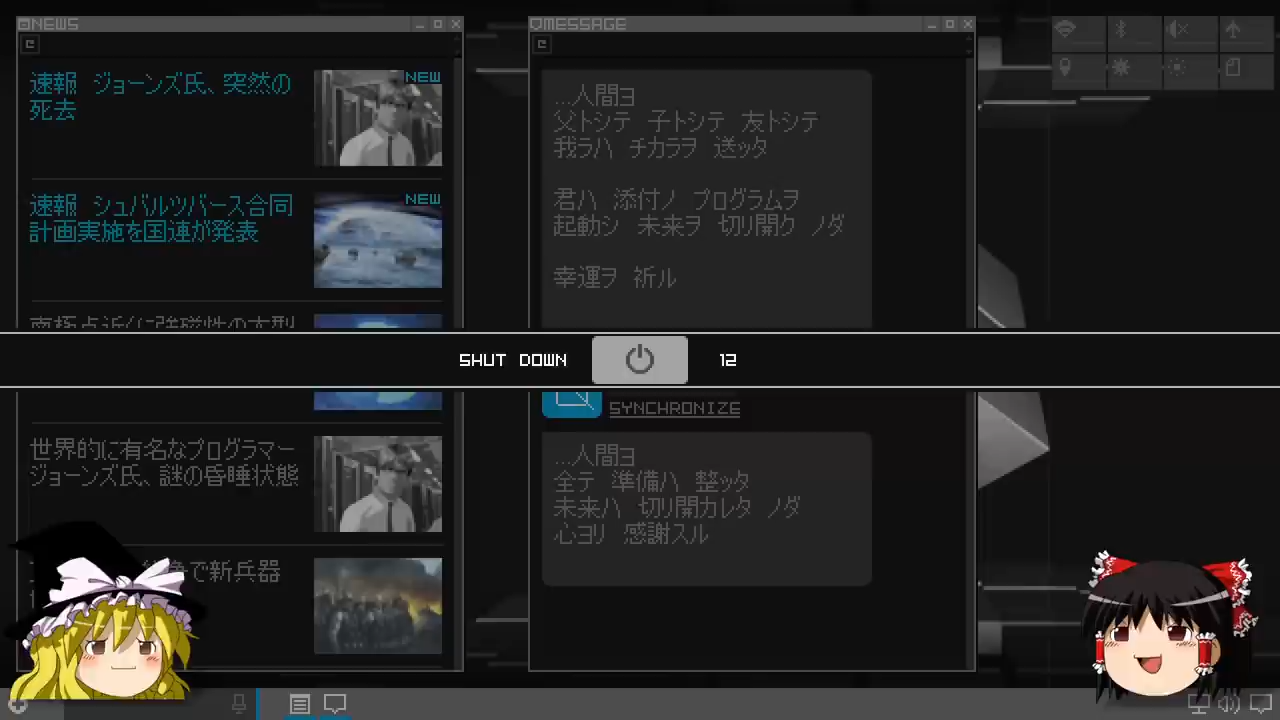 NEWS
速報 ジョーンズ氏、突然の
死去
NEW
速報 シュバルツバース合同
計画実施を国連が発表
NEW
世界的に有名なプログラマー
ジョーンズ氏、謎の昏睡状態
で新兵器
MESSAGE
…人間ヨ
父トシテ 子トシテ 友トシテ
我ラハ チカラヲ 送ッタ
君ハ 添付ノ プログラムヲ
起動シ 未来ヲ 切リ開ク ノダ
幸運ヲ 祈ル
SHUT DOWN
12
SYNCHRONIZE
…人間ヨ
全テ 準備ハ 整ッタ
未来ハ 切リ開カレタ ノダ
心ヨリ 感謝スル